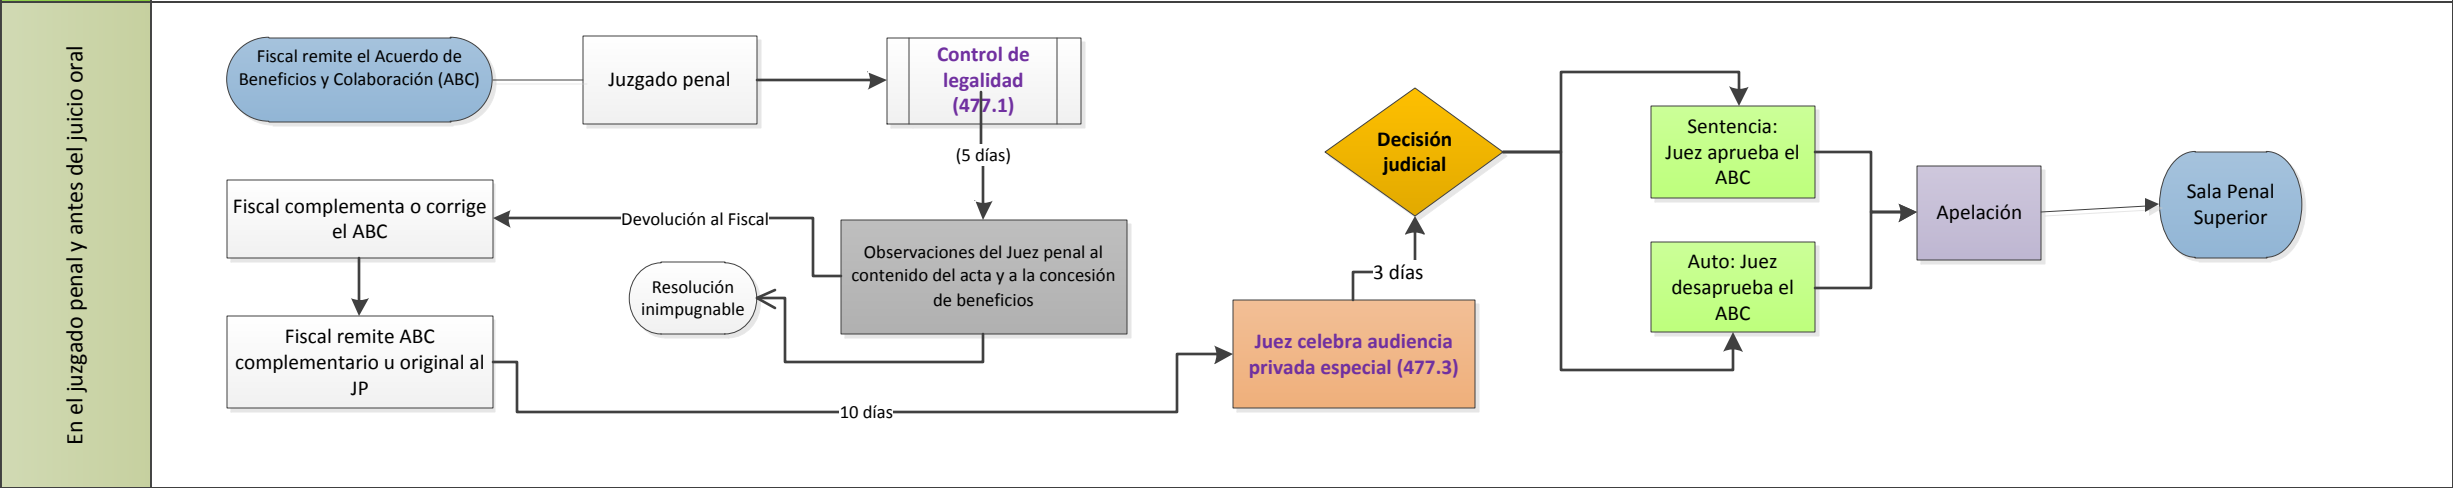 En el juzgado penal y antes del juicio oral
Fiscal remite el Acuerdo de
Beneficios y Colaboración (ABC)
Juzgado penal
Control de
legalidad
(477.1)
(5 días)
Observaciones del Juez penal al
contenido del acta y a la concesión
de beneficios
Devolución al Fiscal
Resolución
inimpugnable
Fiscal complementa o corrige
el ABC
Fiscal remite ABC
complementario u original al
JP
10 días
Juez celebra audiencia
privada especial (477.3)
3 días
Decisión
judicial
Sentencia:
Juez aprueba el
ABC
Auto: Juez
desaprueba el
ABC
Apelación
Sala Penal
Superior